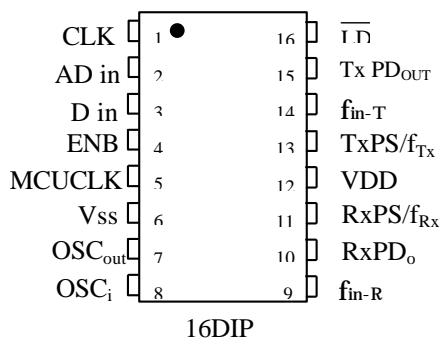 CLK 1 16 LD
AD in 2 15 Tx PDOUT
D in 3 14 fin-T
ENB 4 13 TxPS/fTx
MCUCLK 5 12 VDD
Vss 6 11 RxPS/fRx
OSCout 7 10 RxPDo
OSCi 8 9 fin-R
16DIP